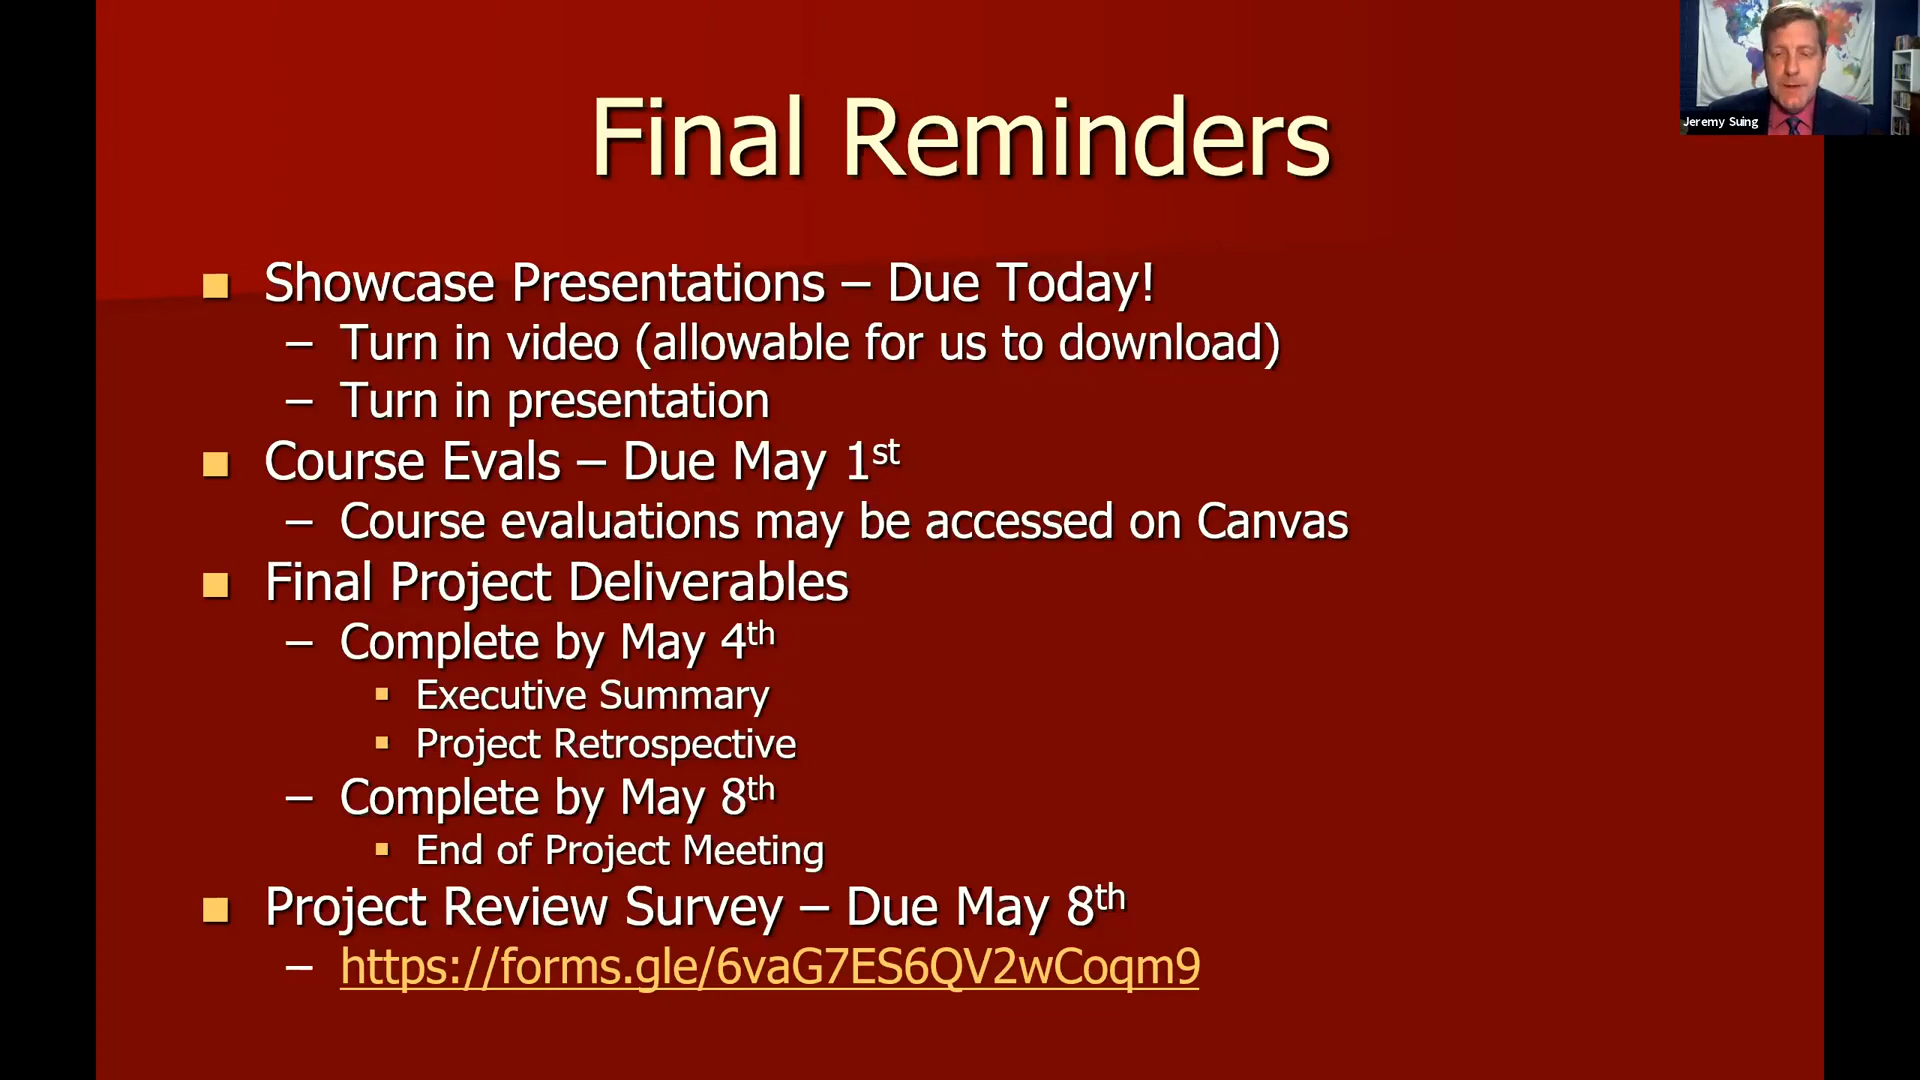 Final Reminders
Jeremy Suing
Showcase Presentations – Due Today!
– Turn in video (allowable for us to download)
– Turn in presentation
Course Evals – Due May 1st
– Course evaluations may be accessed on Canvas
Final Project Deliverables
– Complete by May 4th
Executive Summary
Project Retrospective
– Complete by May 8th
End of Project Meeting
Project Review Survey – Due May 8th
– https://forms.gle/6vaG7ES6QV2wCoqm9